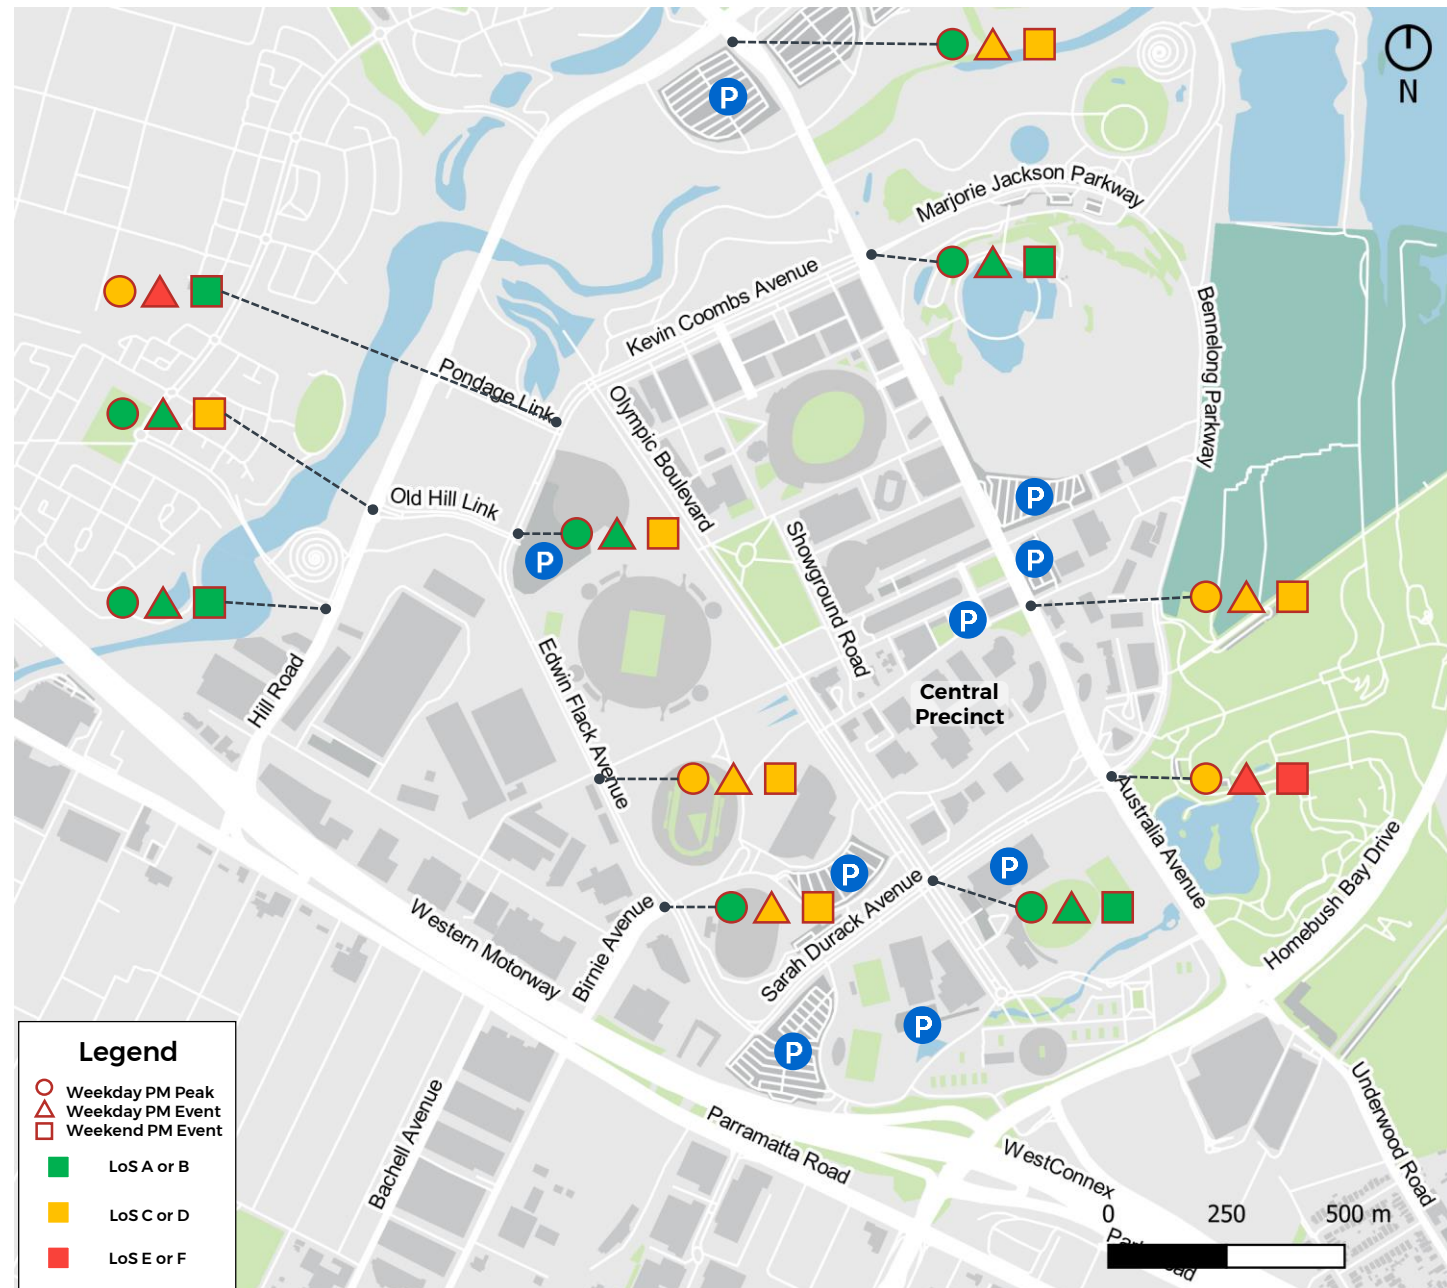 P
N
Marjorie Jackson Parkway
Kevin Coombs Avenue
Bennelong Parkway
Pondage Link
Olympic Boulevard
Old Hill Link
P
P
P
P
Showground Road
Edwin Flack Avenue
Hill Road
Central
Precinct
Australia Avenue
Homebush Bay Drive
P
P
Sarah Durack Avenue
Birnie Avenue
Western Motorway
P
P
Legend
Weekday PM Peak
Weekday PM Event
Weekend PM Event
LoS A or B
LoS C or D
LoS E or F
Bachell Avenue
Parramatta Road
WestConnex
Underwood Road
0 250 500 m